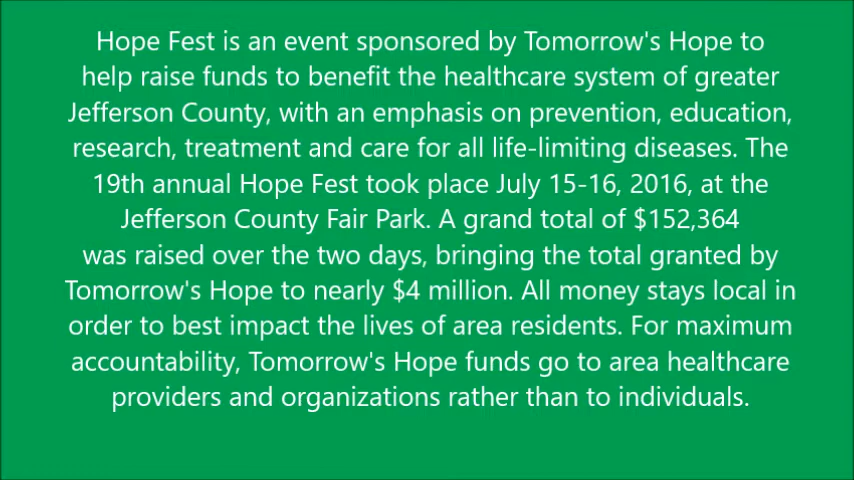 Hope Fest is an event sponsored by Tomorrow's Hope to
help raise funds to benefit the healthcare system of greater
Jefferson County, with an emphasis on prevention, education,
research, treatment and care for all life-limiting diseases. The
19th annual Hope Fest took place July 15-16, 2016, at the
Jefferson County Fair Park. A grand total of $152,364
was raised over the two days, bringing the total granted by
Tomorrow's Hope to nearly $4 million. All money stays local in
order to best impact the lives of area residents. For maximum
accountability, Tomorrow's Hope funds go to area healthcare
providers and organizations rather than to individuals.